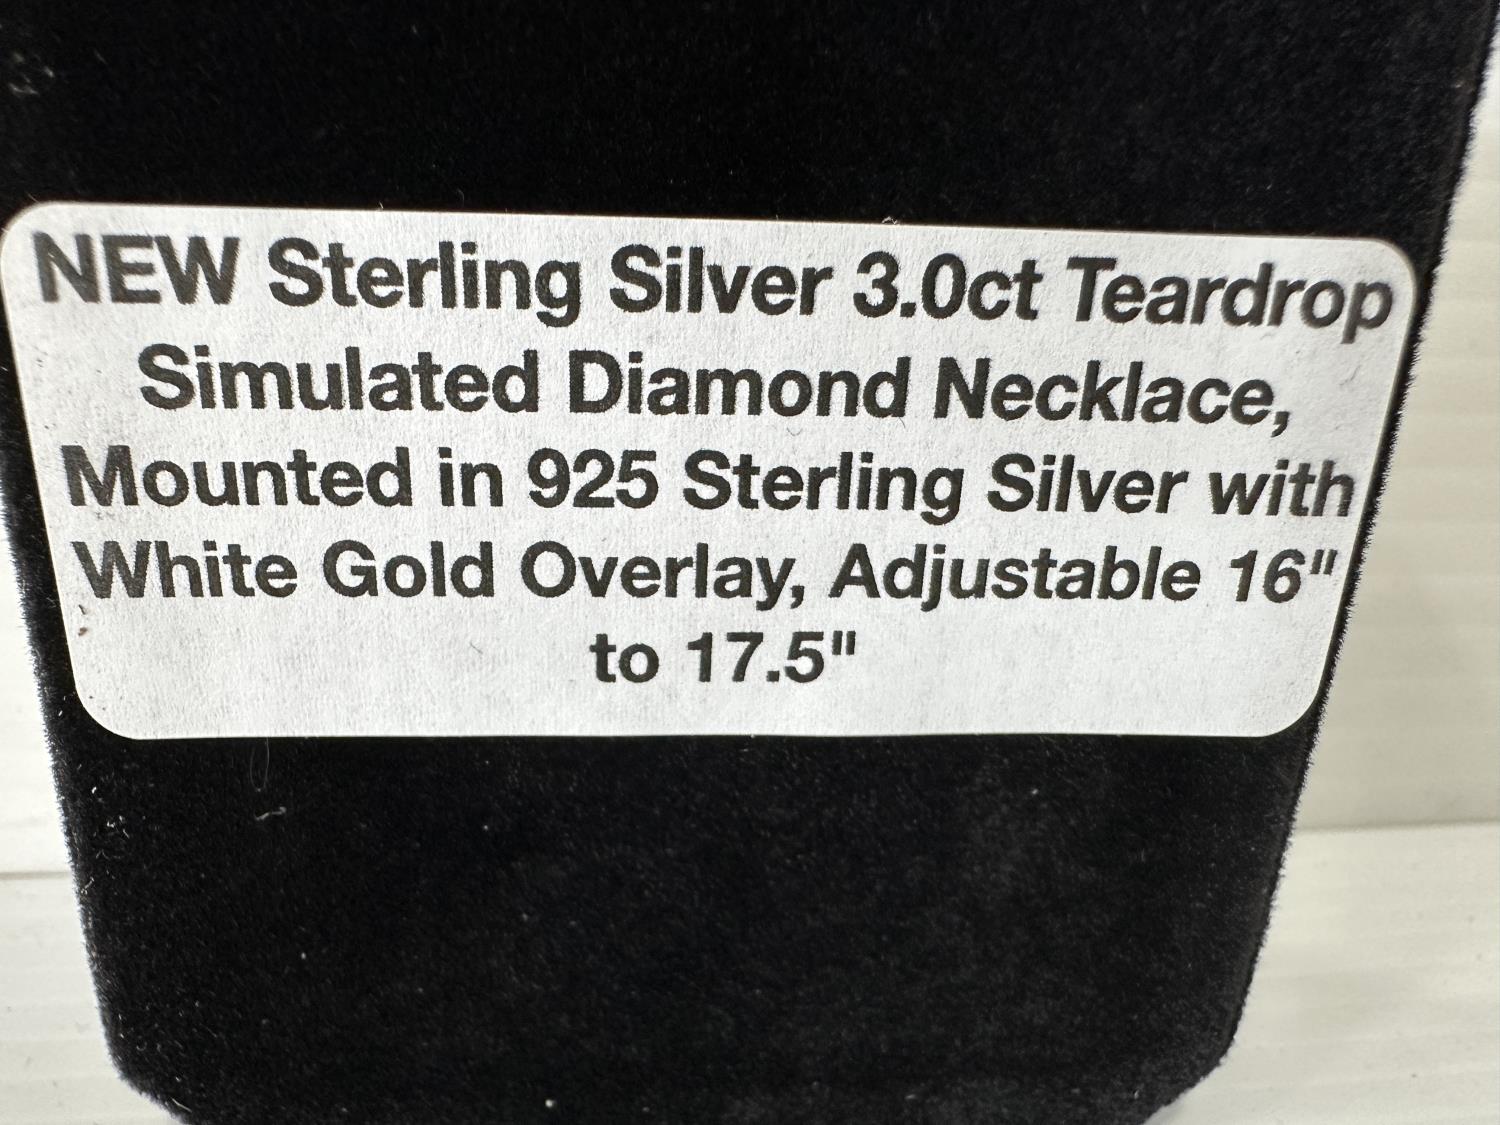 NEW Sterling Silver 3.0ct Teardrop
Simulated Diamond Necklace,
Mounted in 925 Sterling Silver with
White Gold Overlay, Adjustable 16"
to 17.5"